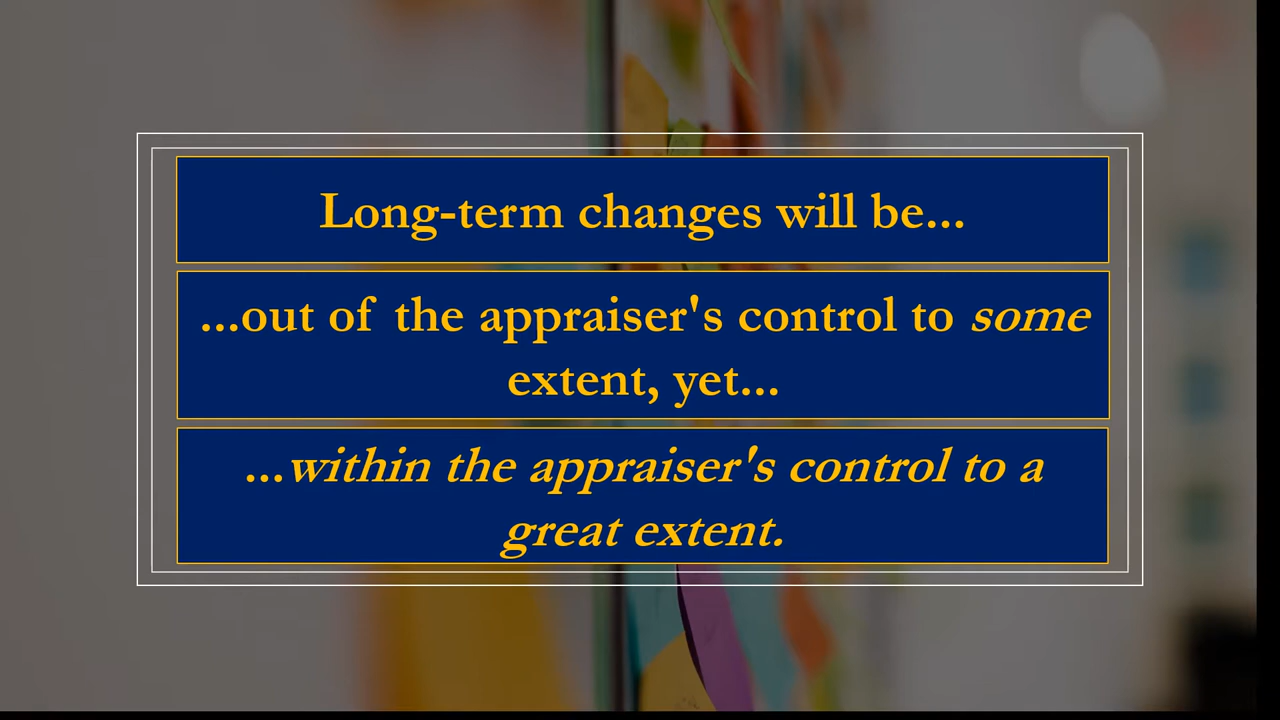 Long-term changes will be...
...out of the appraiser's control to some
extent, yet...
...within the appraiser's control to a
great extent.